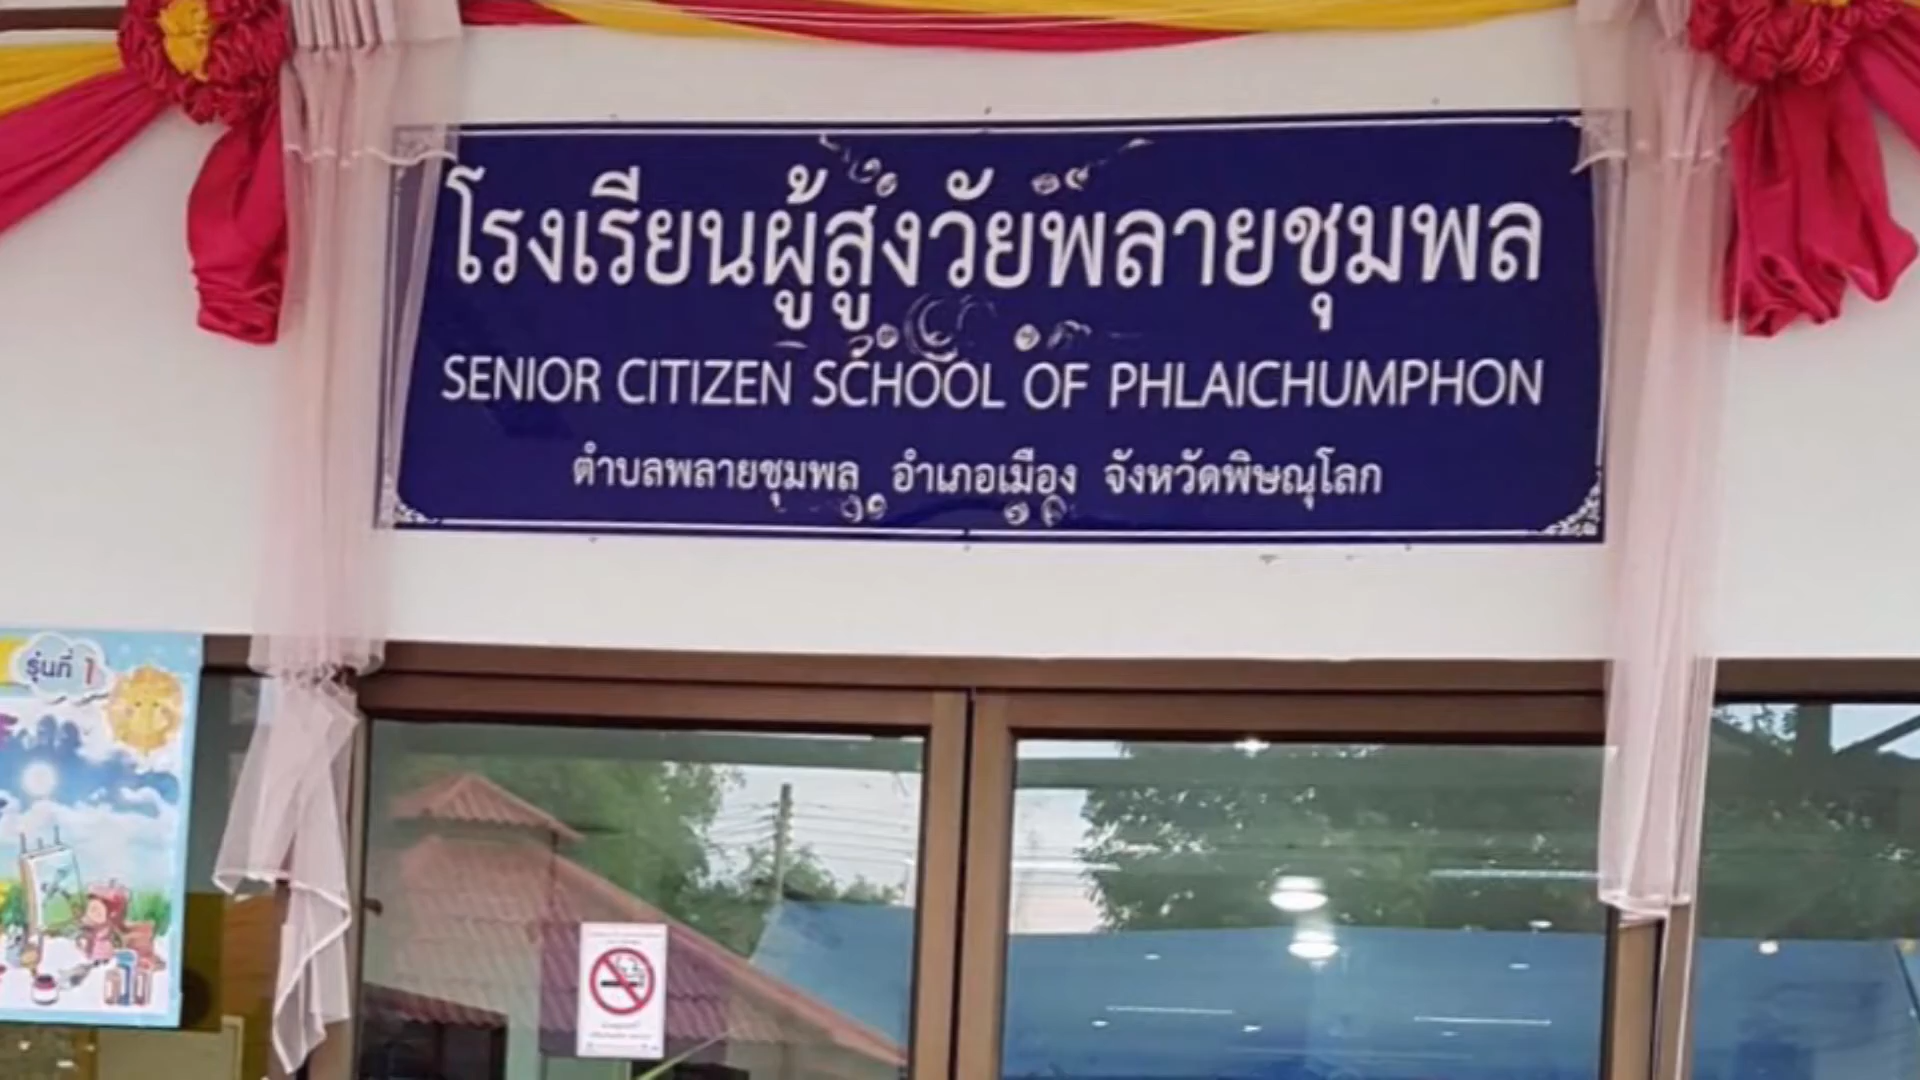 โรงเรียนผู้สูงวัยพลายชุมพล
SENIOR CITIZEN SCHOOL OF PHLAICHUMPHON
ตำบลพลายชุมพล อำเภอเมือง จังหวัดพิษณุโลก
รุ่นที่ 1